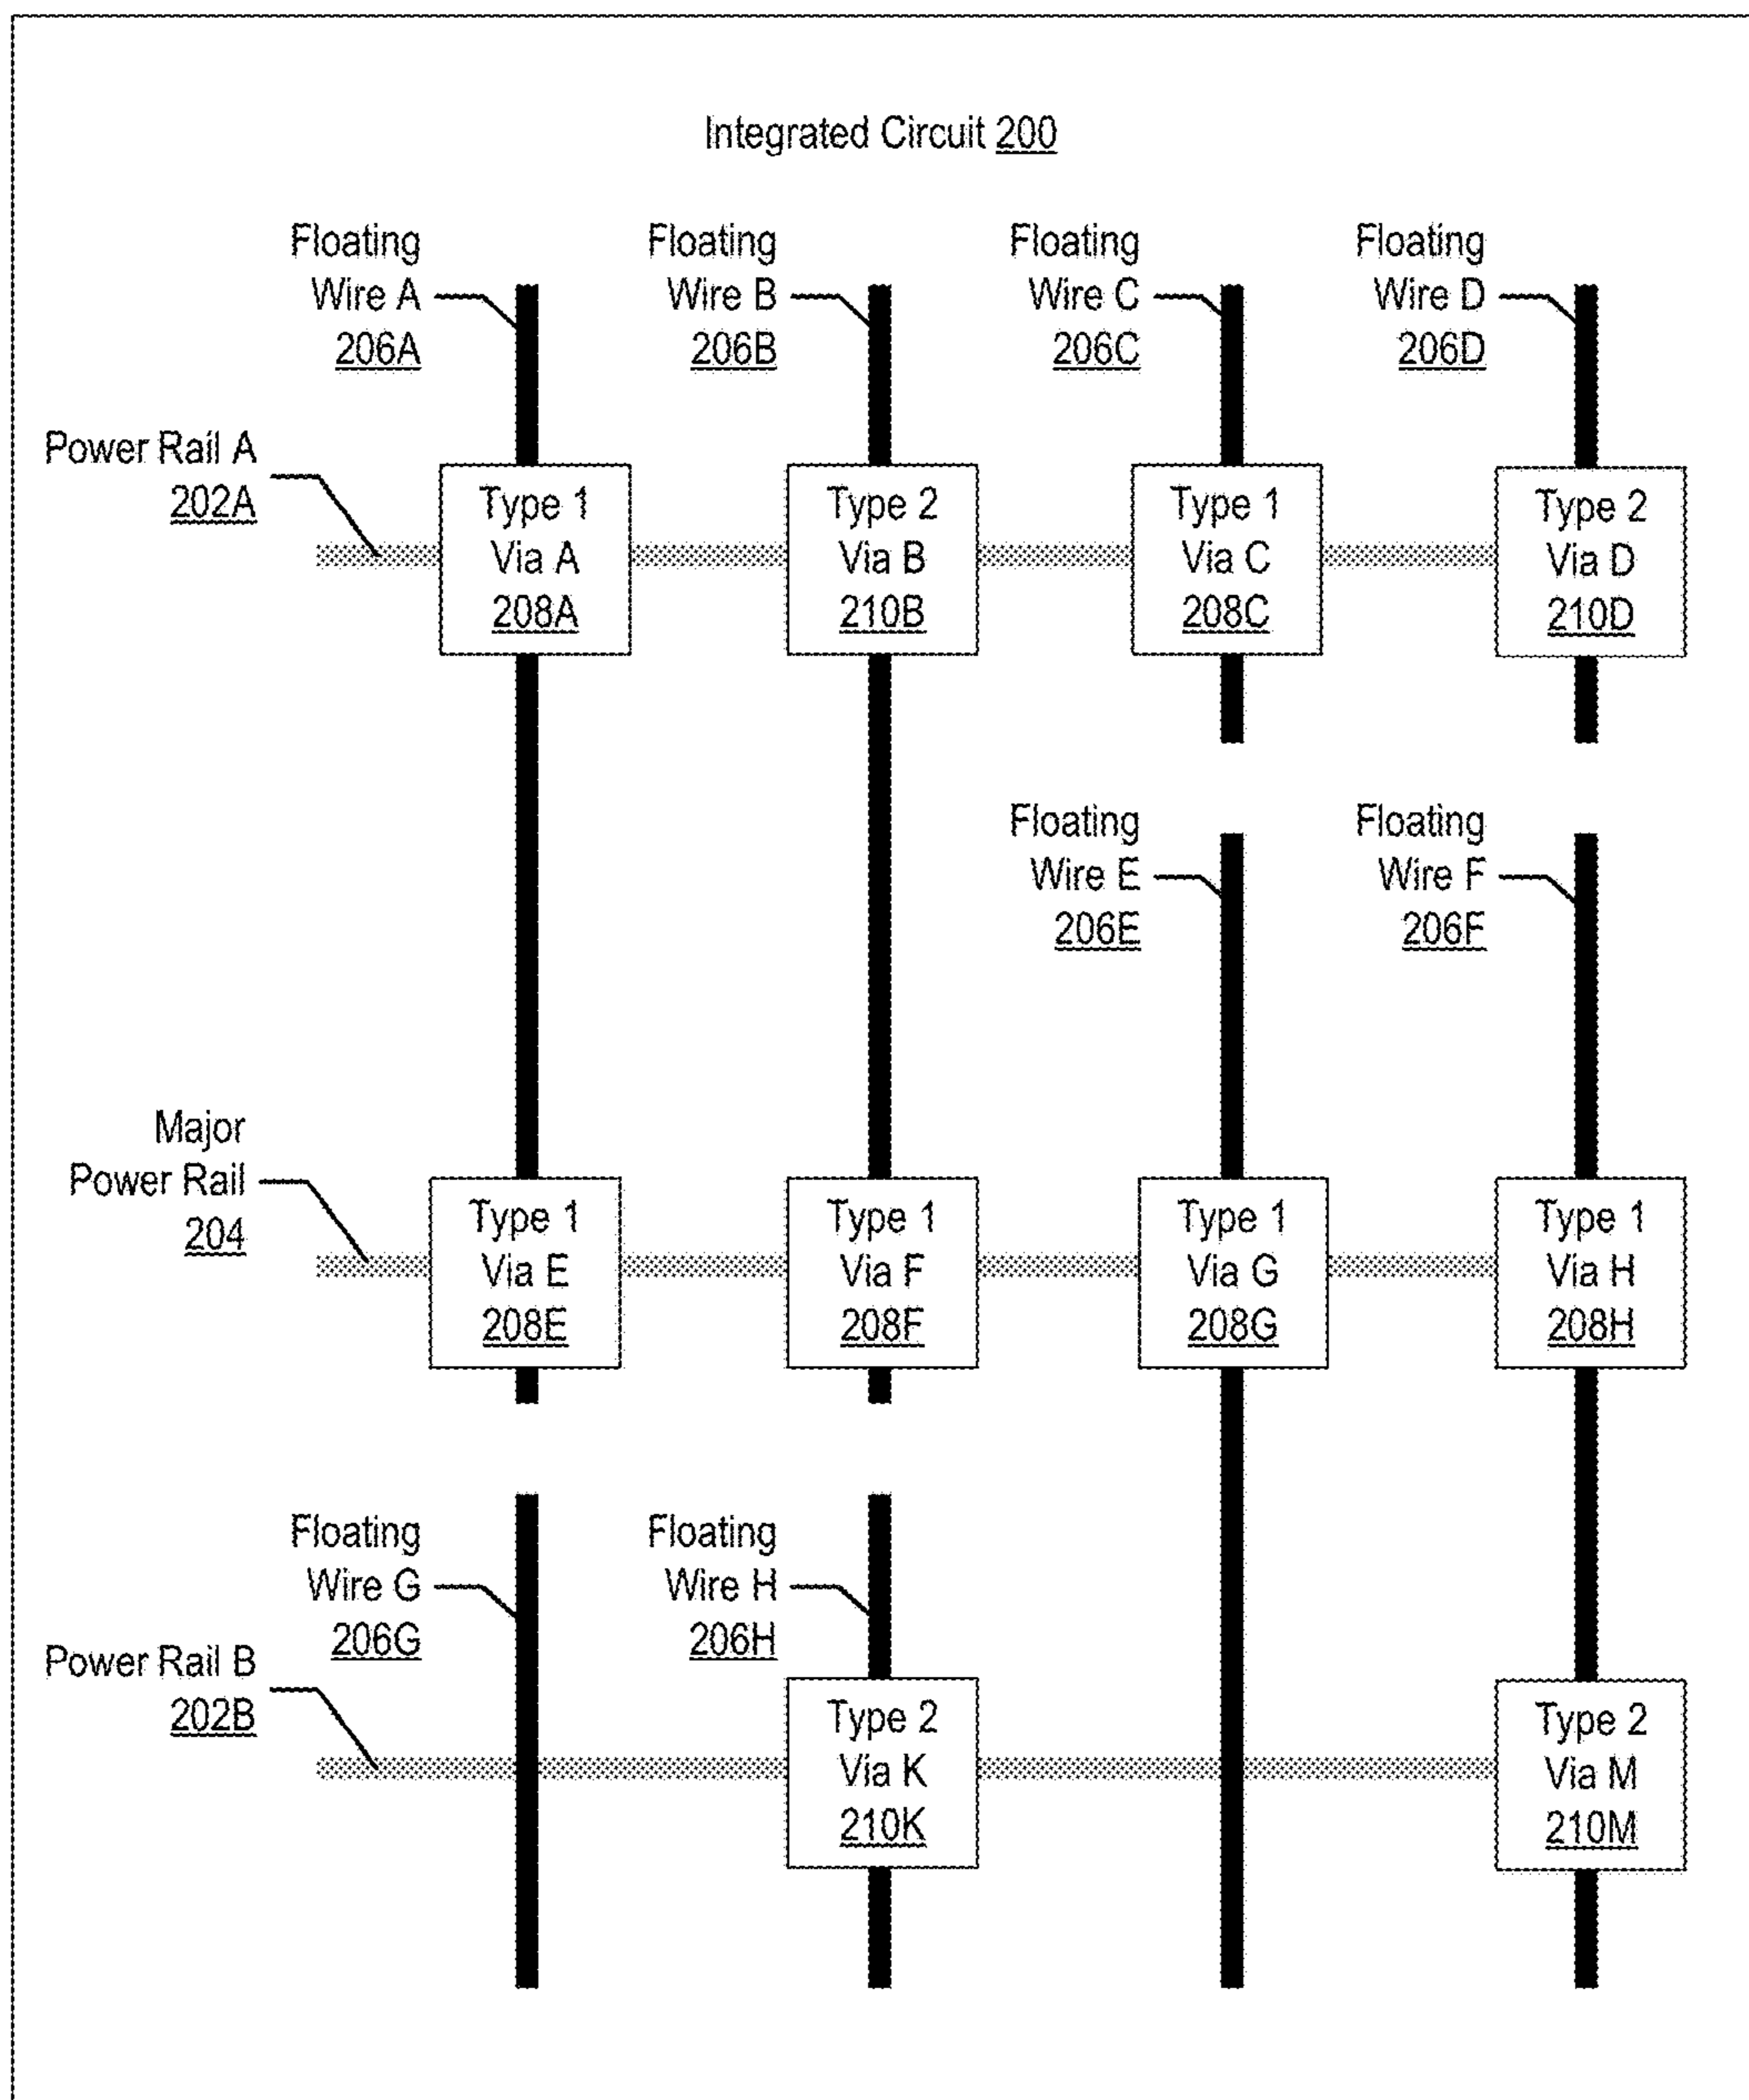 Integrated Circuit 200
Floating
Wire A
206A
Floating
Wire B
206B
Floating
Wire C
206C
Floating
Wire D
206D
Power Rail A
202A
Type 1
Via A
208A
Type 2
Via B
210B
Type 1
Via C
208C
Type 2
Via D
210D
Floating
Wire E
206E
Floating
Wire F
206F
Major
Power Rail
204
Type 1
Via E
208E
Type 1
Via F
208F
Type 1
Via G
208G
Type 1
Via H
208H
Floating
Wire G
206G
Floating
Wire H
206H
Power Rail B
202B
Type 2
Via K
210K
Type 2
Via M
210M